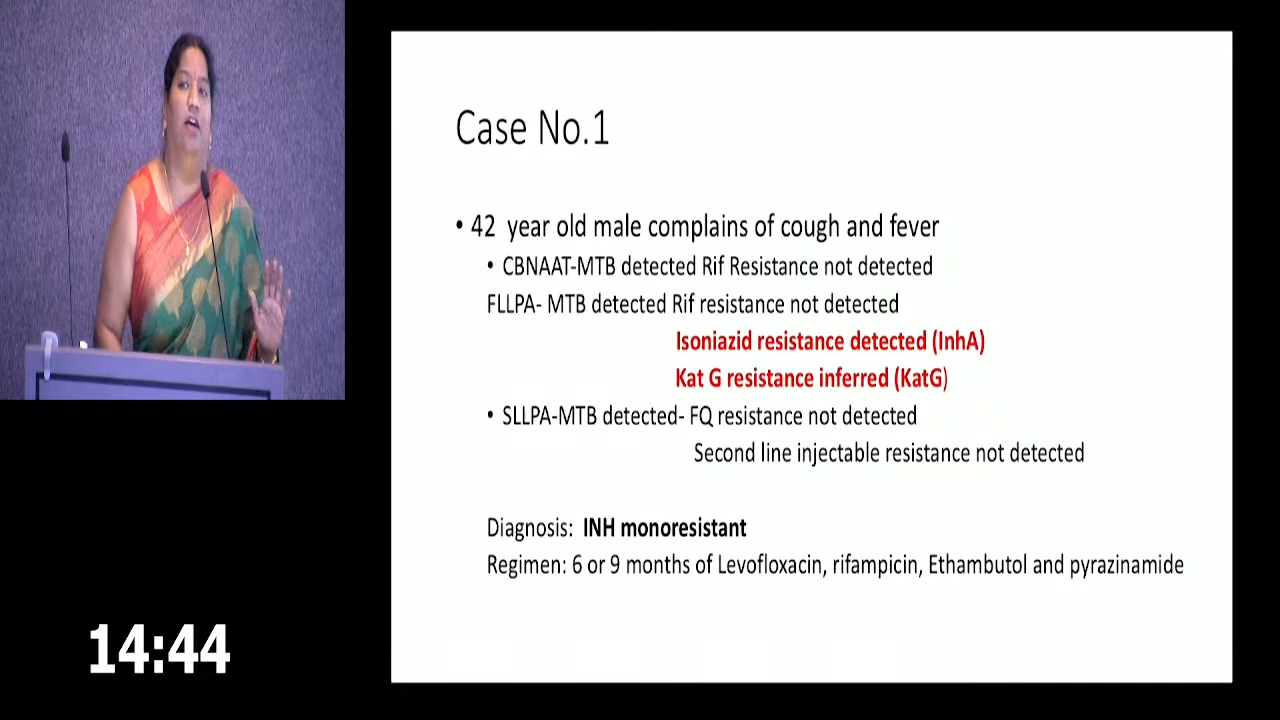 Case No.1
• 42 year old male complains of cough and fever
• CBNAAT-MTB detected Rif Resistance not detected
FLLPA- MTB detected Rif resistance not detected
Isoniazid resistance detected (InhA)
Kat G resistance inferred (KatG)
• SLLPA-MTB detected- FQ resistance not detected
Second line injectable resistance not detected
Diagnosis: INH monoresistant
Regimen: 6 or 9 months of Levofloxacin, rifampicin, Ethambutol and pyrazinamide
14:44